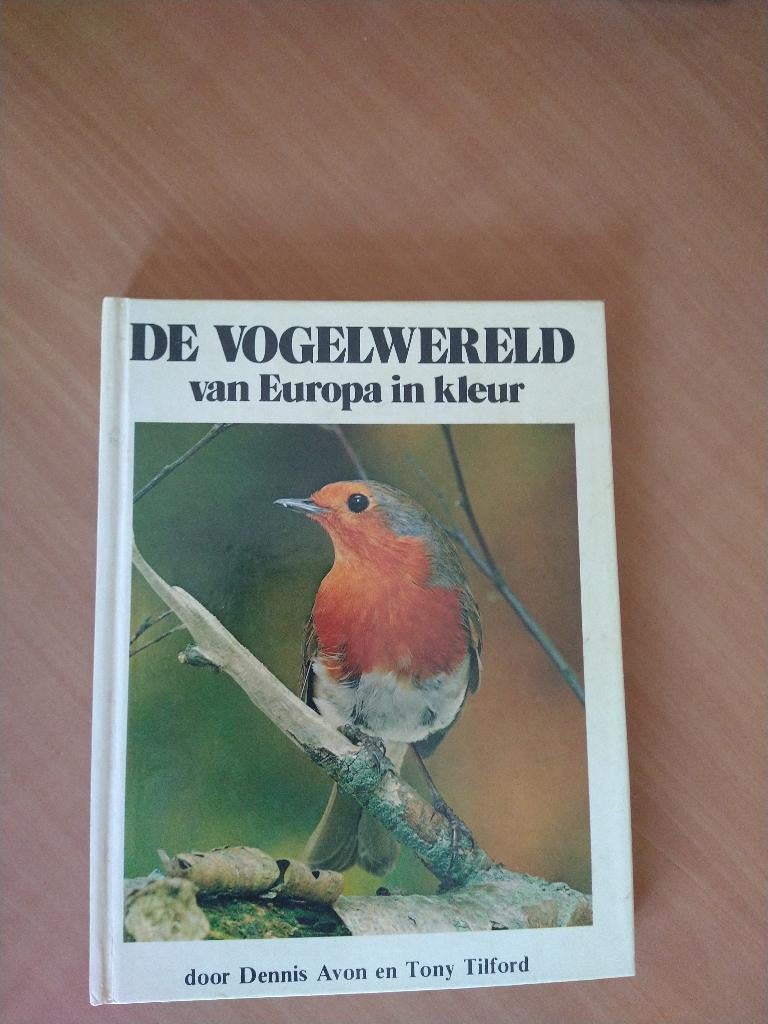 DE VOGELWERELD
van Europa in kleur
door Dennis Avon en Tony Tilford